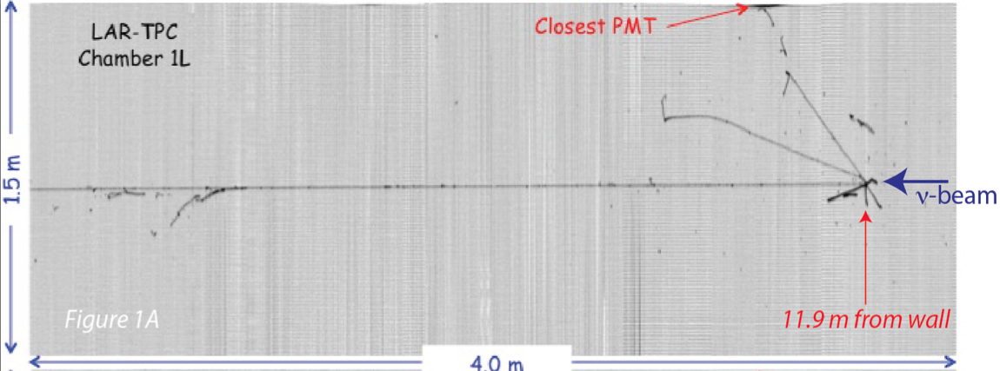 LAR-TPC
Chamber 1L
Closest PMT
1.5 m
ν-beam
Figure 1A
11.9 m from wall
4.0 m